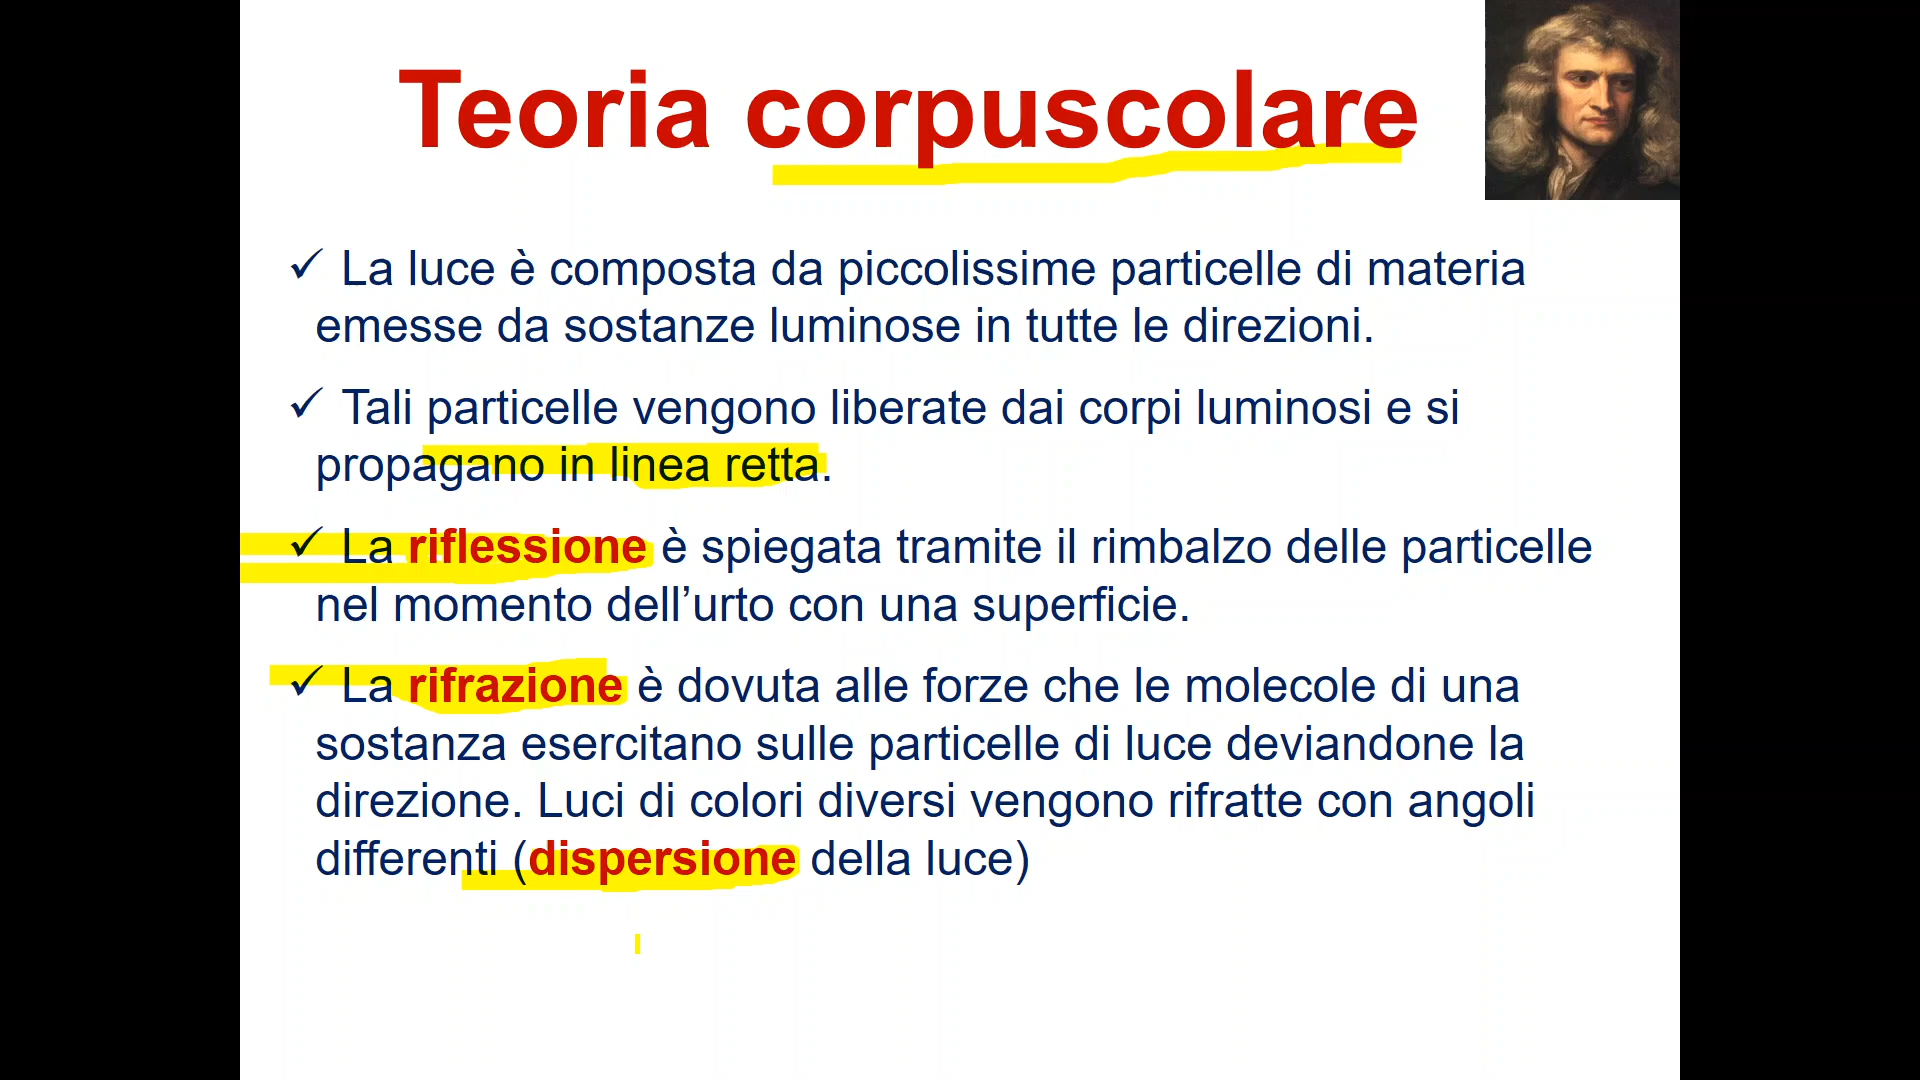 Teoria corpuscolare
✓ La luce è composta da piccolissime particelle di materia
emesse da sostanze luminose in tutte le direzioni.
✓ Tali particelle vengono liberate dai corpi luminosi e si
propagano in linea retta.
✓ La riflessione è spiegata tramite il rimbalzo delle particelle
nel momento dell’urto con una superficie.
✓ La rifrazione è dovuta alle forze che le molecole di una
sostanza esercitano sulle particelle di luce deviandone la
direzione. Luci di colori diversi vengono rifratte con angoli
differenti (dispersione della luce)